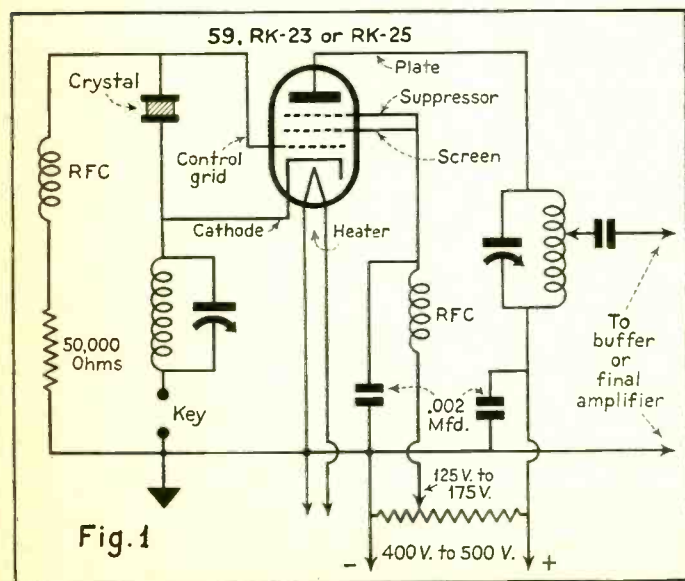 59, RK-23 or RK-25
Plate
Crystal
Suppressor
Screen
Control
grid
RFC
Cathode
Heater
RFC
50,000
Ohms
Key
.002
Mfd.
To
buffer
or
final
amplifier
125 V. to
175 V.
Fig. 1
400 V. to 500 V.
- +